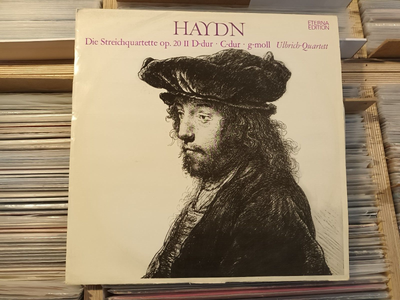 HAYDN
ETERNA
EDITION
Die Streichquartette op. 20 II D-dur · C-dur · g-moll Ulbrich-Quartett